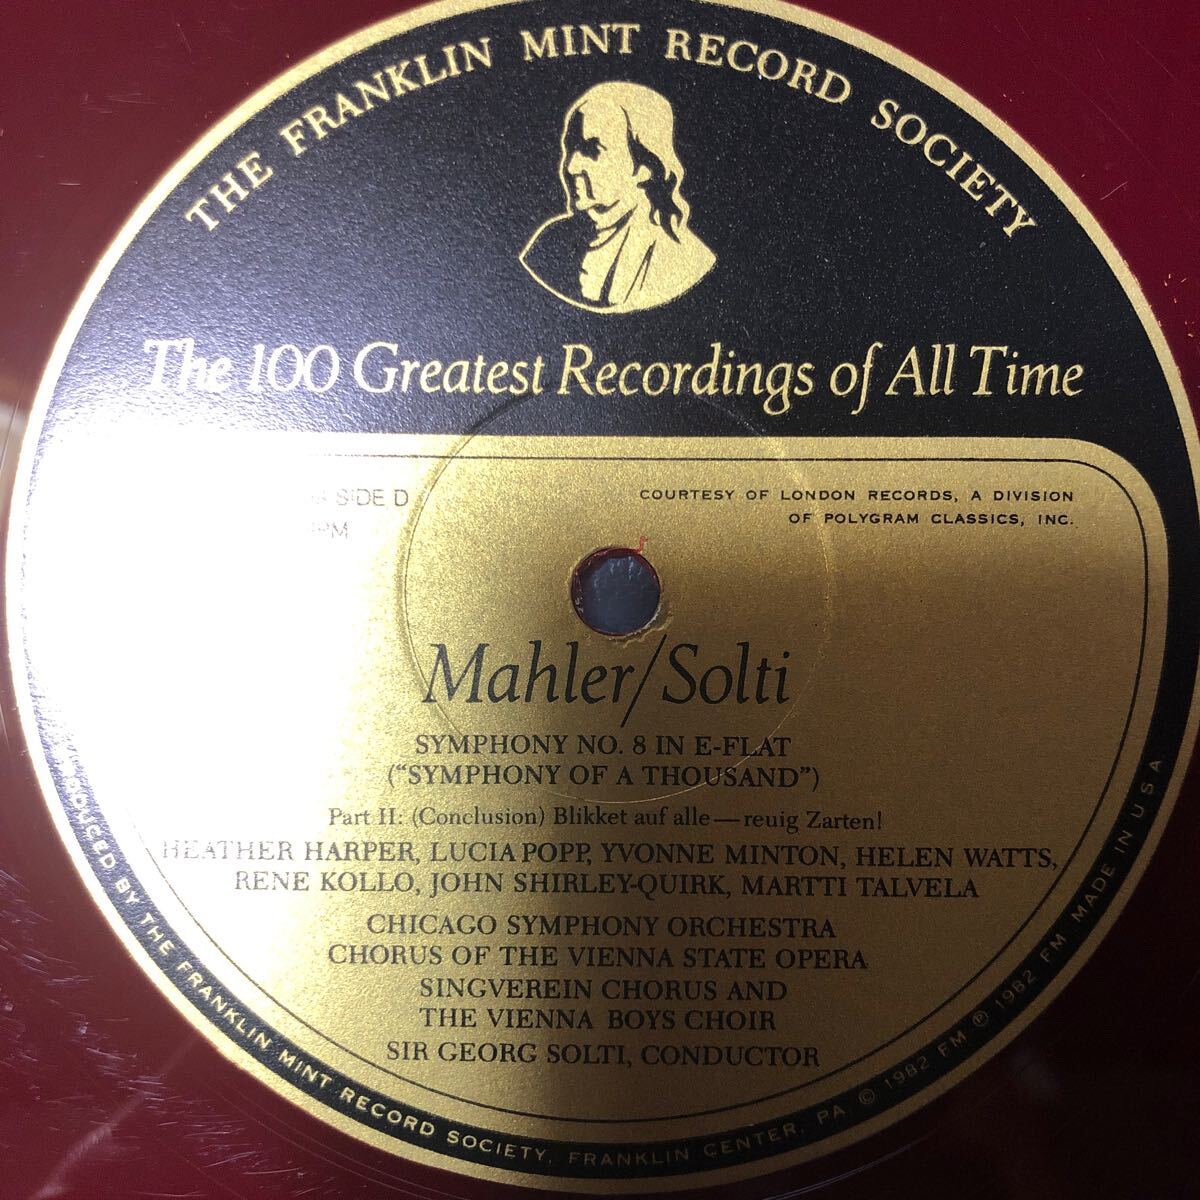 THE FRANKLIN MINT RECORD SOCIETY
The 100 Greatest Recordings of All Time
SIDE D
COURTESY OF LONDON RECORDS, A DIVISION
OF POLYGRAM CLASSICS, INC.
Mahler/Solti
SYMPHONY NO. 8 IN E-FLAT
("SYMPHONY OF A THOUSAND")
Part II: (Conclusion) Blikket auf alle—reuig Zarten!
HEATHER HARPER, LUCIA POPP, YVONNE MINTON, HELEN WATTS,
RENE KOLLO, JOHN SHIRLEY-QUIRK, MARTTI TALVELA
CHICAGO SYMPHONY ORCHESTRA
CHORUS OF THE VIENNA STATE OPERA
SINGVEREIN CHORUS AND
THE VIENNA BOYS CHOIR
SIR GEORG SOLTI, CONDUCTOR
BY THE FRANKLIN MINT RECORD SOCIETY, FRANKLIN CENTER, PA. © 1982 FM ℗ 1982 FM MADE IN USA